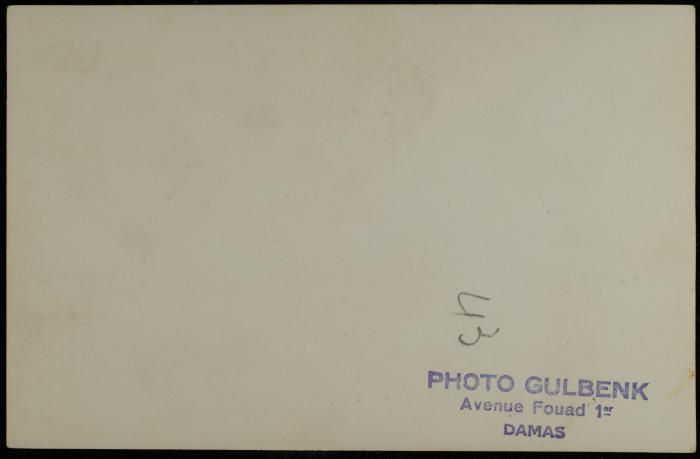 43
PHOTO GULBENK
Avenue Fouad 1er
DAMAS